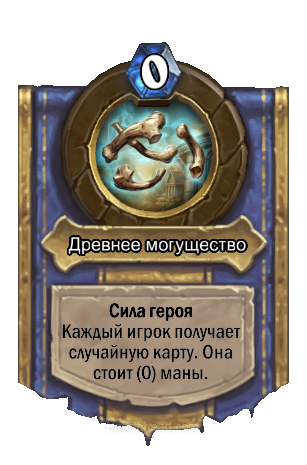 0
Древнее могущество
Сила героя
Каждый игрок получает
случайную карту. Она
стоит (0) маны.